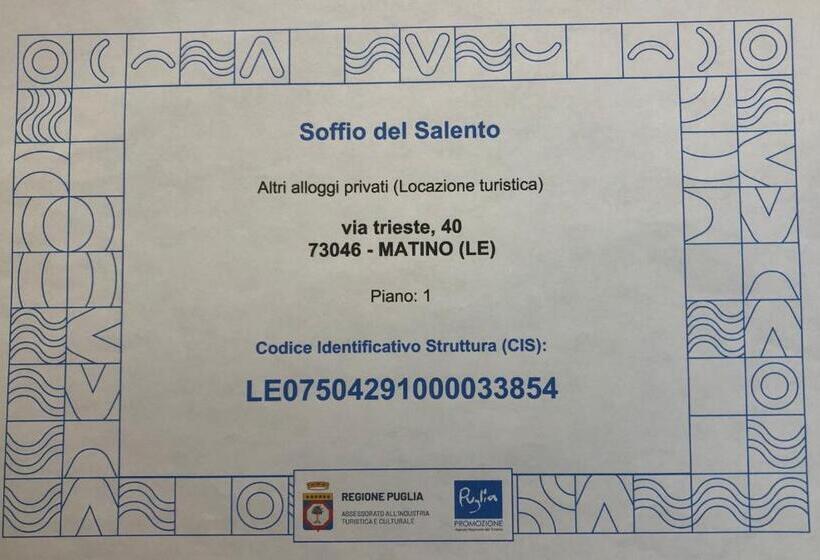 Soffio del Salento
Altri alloggi privati (Locazione turistica)
via trieste, 40
73046 - MATINO (LE)
Piano: 1
Codice Identificativo Struttura (CIS):
LE07504291000033854
REGIONE PUGLIA
ASSESSORATO ALL'INDUSTRIA
TURISTICA E CULTURALE
Puglia
PROMOZIONE